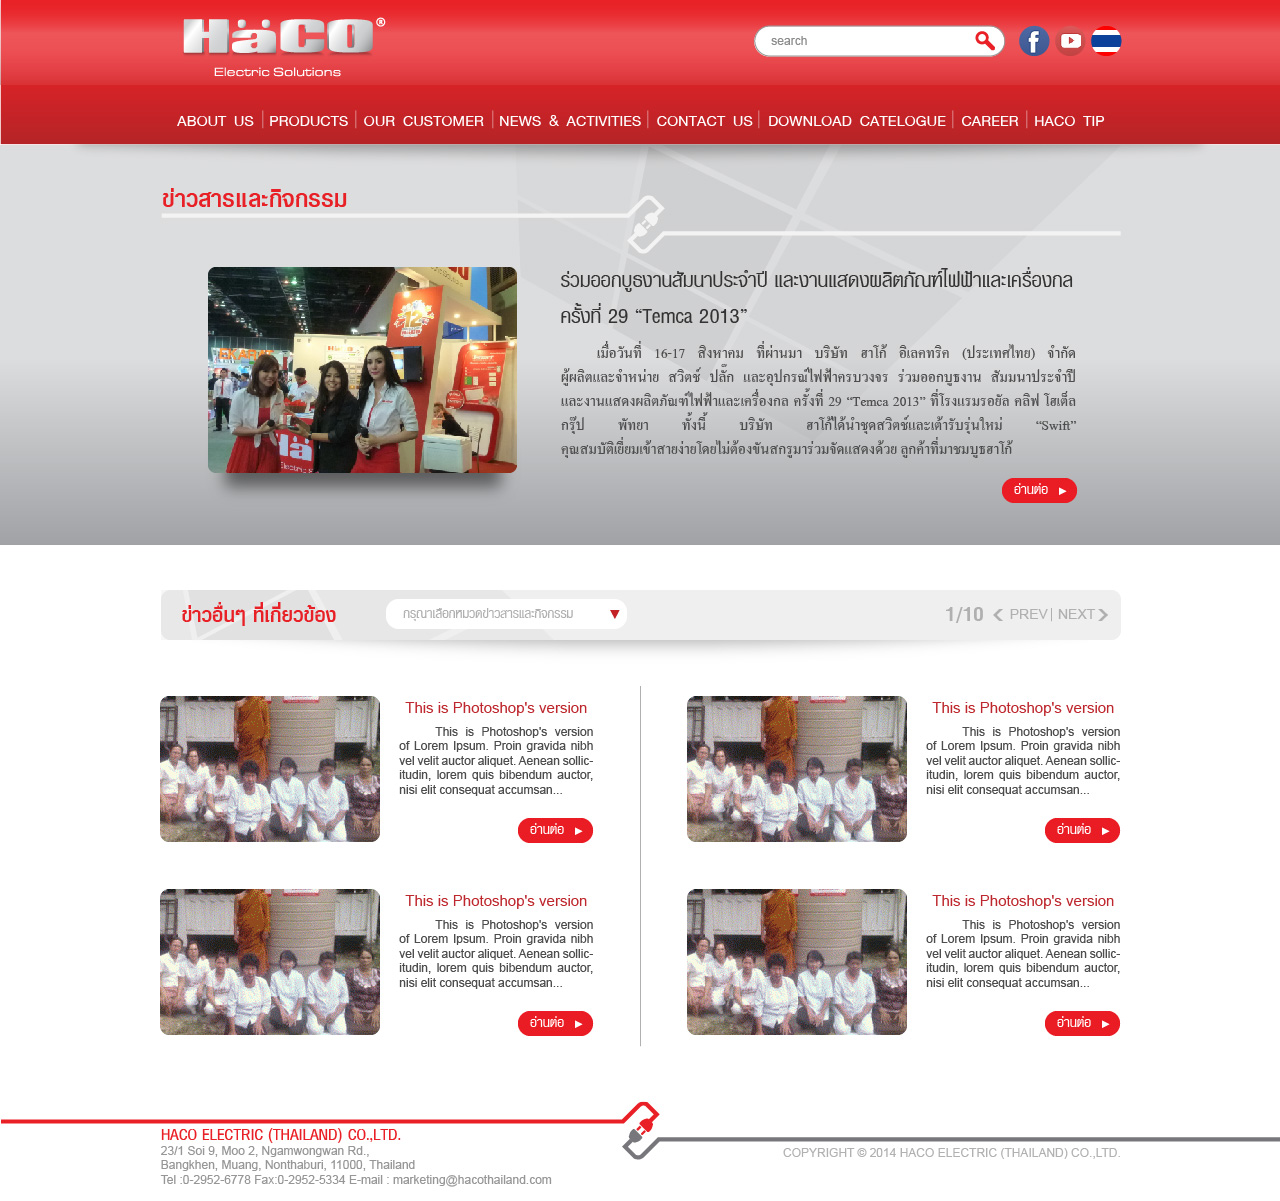 HäCO®
Electric Solutions
search
ABOUT US
PRODUCTS
OUR CUSTOMER
NEWS & ACTIVITIES
CONTACT US
DOWNLOAD CATELOGUE
CAREER
HACO TIP
ข่าวสารและกิจกรรม
ร่วมออกบูธงานสัมนาประจำปี และงานแสดงผลิตภัณฑ์ไฟฟ้าและเครื่องกล
ครั้งที่ 29 “Temca 2013”
เมื่อวันที่ 16-17 สิงหาคม ที่ผ่านมา บริษัท ฮาโก้ อิเลคทริค (ประเทศไทย) จำกัด
ผู้ผลิตและจำหน่าย สวิตช์ ปลั๊ก และอุปกรณ์ไฟฟ้าครบวงจร ร่วมออกบูธงาน สัมมนาประจำปี
และงานแสดงผลิตภัณฑ์ไฟฟ้าและเครื่องกล ครั้งที่ 29 “Temca 2013” ที่โรงแรมรอยัล คลิฟ โฮเต็ล
กรุ๊ป พัทยา ทั้งนี้ บริษัท ฮาโก้ได้นำชุดสวิตช์และเต้ารับรุ่นใหม่ “Swift”
คุณสมบัติเยี่ยมเข้าสายง่ายโดยไม่ต้องขันสกรูมาร่วมจัดแสดงด้วย ลูกค้าที่มาชมบูธฮาโก้
อ่านต่อ
ข่าวอื่นๆ ที่เกี่ยวข้อง
กรุณาเลือกหมวดข่าวสารและกิจกรรม
1/10 PREV | NEXT
This is Photoshop's version
This is Photoshop's version
of Lorem Ipsum. Proin gravida nibh
vel velit auctor aliquet. Aenean sollic-
itudin, lorem quis bibendum auctor,
nisi elit consequat accumsan...
อ่านต่อ
This is Photoshop's version
This is Photoshop's version
of Lorem Ipsum. Proin gravida nibh
vel velit auctor aliquet. Aenean sollic-
itudin, lorem quis bibendum auctor,
nisi elit consequat accumsan...
อ่านต่อ
This is Photoshop's version
This is Photoshop's version
of Lorem Ipsum. Proin gravida nibh
vel velit auctor aliquet. Aenean sollic-
itudin, lorem quis bibendum auctor,
nisi elit consequat accumsan...
อ่านต่อ
This is Photoshop's version
This is Photoshop's version
of Lorem Ipsum. Proin gravida nibh
vel velit auctor aliquet. Aenean sollic-
itudin, lorem quis bibendum auctor,
nisi elit consequat accumsan...
อ่านต่อ
HACO ELECTRIC (THAILAND) CO.,LTD.
23/1 Soi 9, Moo 2, Ngamwongwan Rd.,
Bangkhen, Muang, Nonthaburi, 11000, Thailand
Tel :0-2952-6778 Fax:0-2952-5334 E-mail : marketing@hacothailand.com
COPYRIGHT © 2014 HACO ELECTRIC (THAILAND) CO.,LTD.